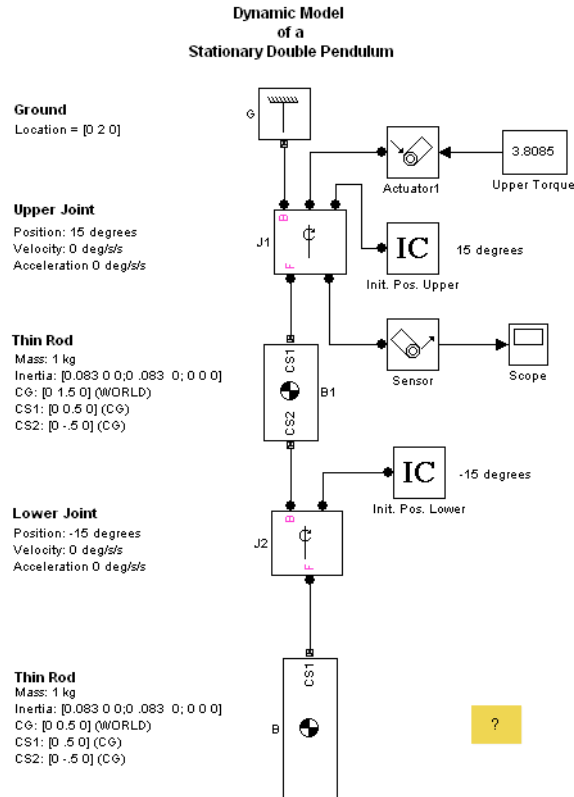 Dynamic Model
of a
Stationary Double Pendulum
Ground
Location = [0 2 0]
G
Actuator1
3.8085
Upper Torque
Upper Joint
Position: 15 degrees
Velocity: 0 deg/s/s
Acceleration 0 deg/s/s
J1
B
F
IC
15 degrees
Init. Pos. Upper
Thin Rod
Mass: 1 kg
Inertia: [0.083 0 0;0 .083 0; 0 0 0]
CG: [0 1.5 0] (WORLD)
CS1: [0 0.5 0] (CG)
CS2: [0 -.5 0] (CG)
CS1
CS2
B1
Sensor
Scope
Lower Joint
Position: -15 degrees
Velocity: 0 deg/s/s
Acceleration 0 deg/s/s
J2
B
F
IC
-15 degrees
Init. Pos. Lower
Thin Rod
Mass: 1 kg
Inertia: [0.083 0 0;0 .083 0; 0 0 0]
CG: [0 0.5 0] (WORLD)
CS1: [0 .5 0] (CG)
CS2: [0 -.5 0] (CG)
CS1
B
?